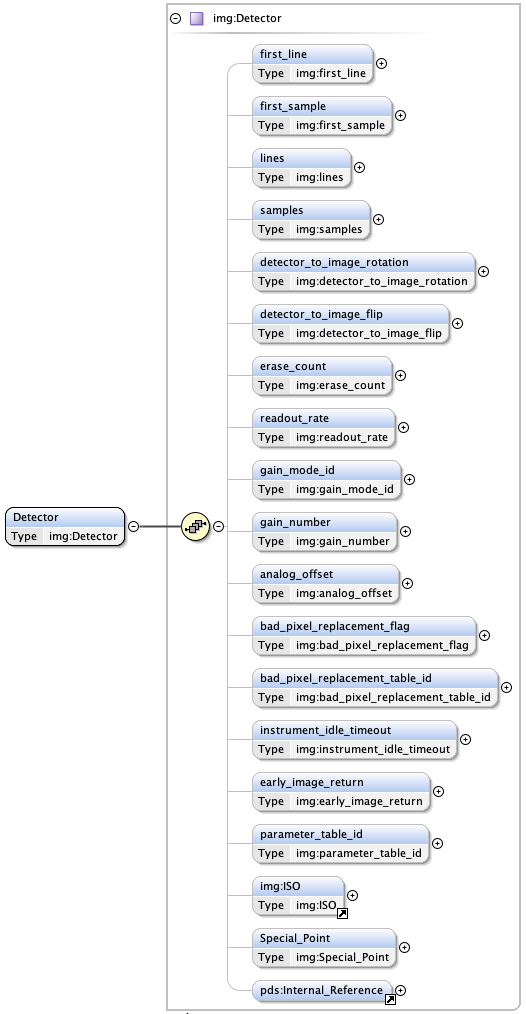 img:Detector
first_line
Type img:first_line
first_sample
Type img:first_sample
lines
Type img:lines
samples
Type img:samples
detector_to_image_rotation
Type img:detector_to_image_rotation
detector_to_image_flip
Type img:detector_to_image_flip
erase_count
Type img:erase_count
readout_rate
Type img:readout_rate
gain_mode_id
Type img:gain_mode_id
Detector
Type img:Detector
gain_number
Type img:gain_number
analog_offset
Type img:analog_offset
bad_pixel_replacement_flag
Type img:bad_pixel_replacement_flag
bad_pixel_replacement_table_id
Type img:bad_pixel_replacement_table_id
instrument_idle_timeout
Type img:instrument_idle_timeout
early_image_return
Type img:early_image_return
parameter_table_id
Type img:parameter_table_id
img:ISO
Type img:ISO
Special_Point
Type img:Special_Point
pds:Internal_Reference